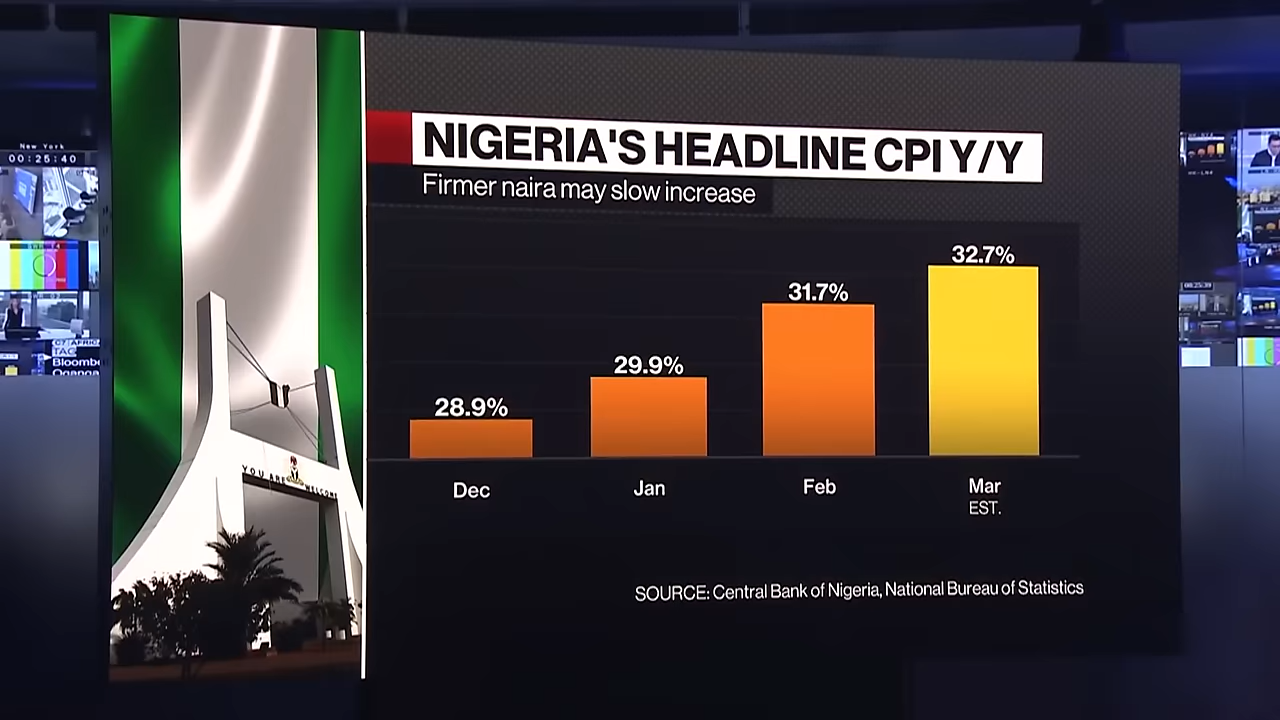 NIGERIA'S HEADLINE CPI Y/Y
Firmer naira may slow increase
28.9%
29.9%
31.7%
32.7%
Dec
Jan
Feb
Mar
EST.
SOURCE: Central Bank of Nigeria, National Bureau of Statistics
YOU ARE WELCOME
New York
00:25:40